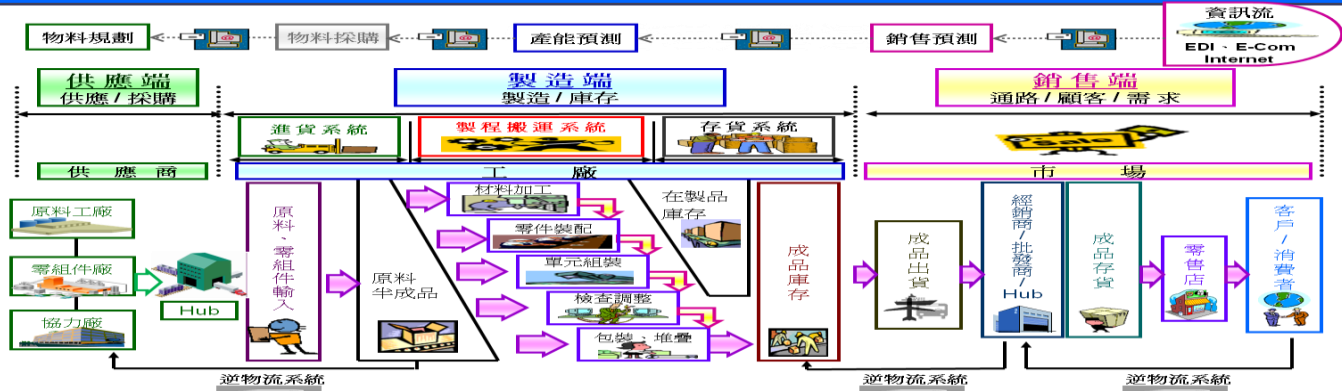 資訊流
EDI、E-Com
Internet
物料規劃
物料採購
產能預測
銷售預測
供應端
供應/採購
製造端
製造/庫存
銷售端
通路/顧客/需求
進貨系統
製程搬運系統
存貨系統
Sale
供應商
工廠
市場
原料工廠
零組件廠
協力廠
Hub
原料、零組件輸入
原料
半成品
材料加工
零件裝配
單元組裝
檢查調整
包裝、堆疊
在製品
庫存
成品庫存
成品出貨
經銷商/批發商/
Hub
成品存貨
零售店
客戶/消費者
逆物流系統
逆物流系統
逆物流系統